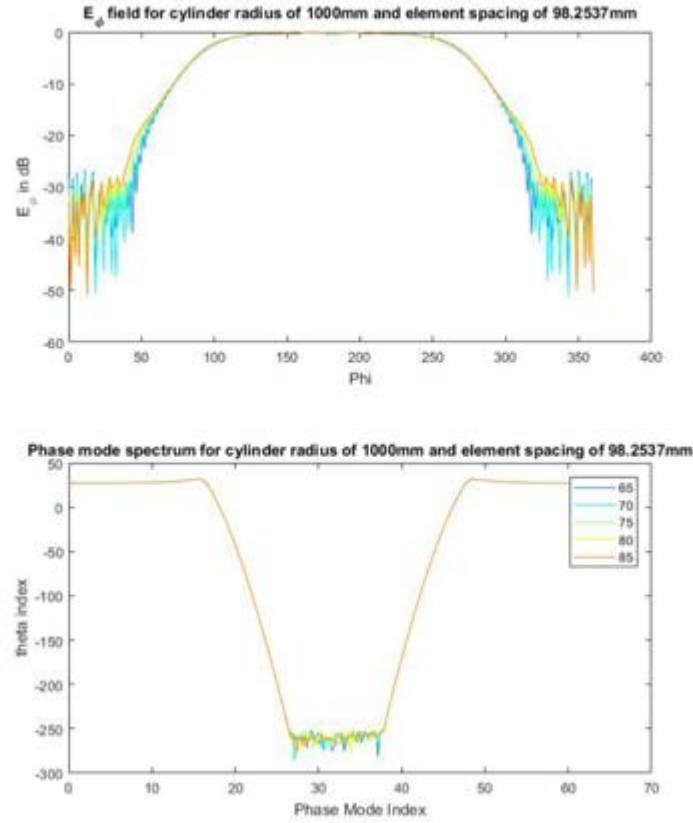 E_ϕ field for cylinder radius of 1000mm and element spacing of 98.2537mm
0
-10
-20
-30
-40
-50
-60
E_ϕ in dB
0 50 100 150 200 250 300 350 400
Phi
Phase mode spectrum for cylinder radius of 1000mm and element spacing of 98.2537mm
50
0
-50
-100
-150
-200
-250
-300
theta index
65
70
75
80
85
0 10 20 30 40 50 60 70
Phase Mode Index